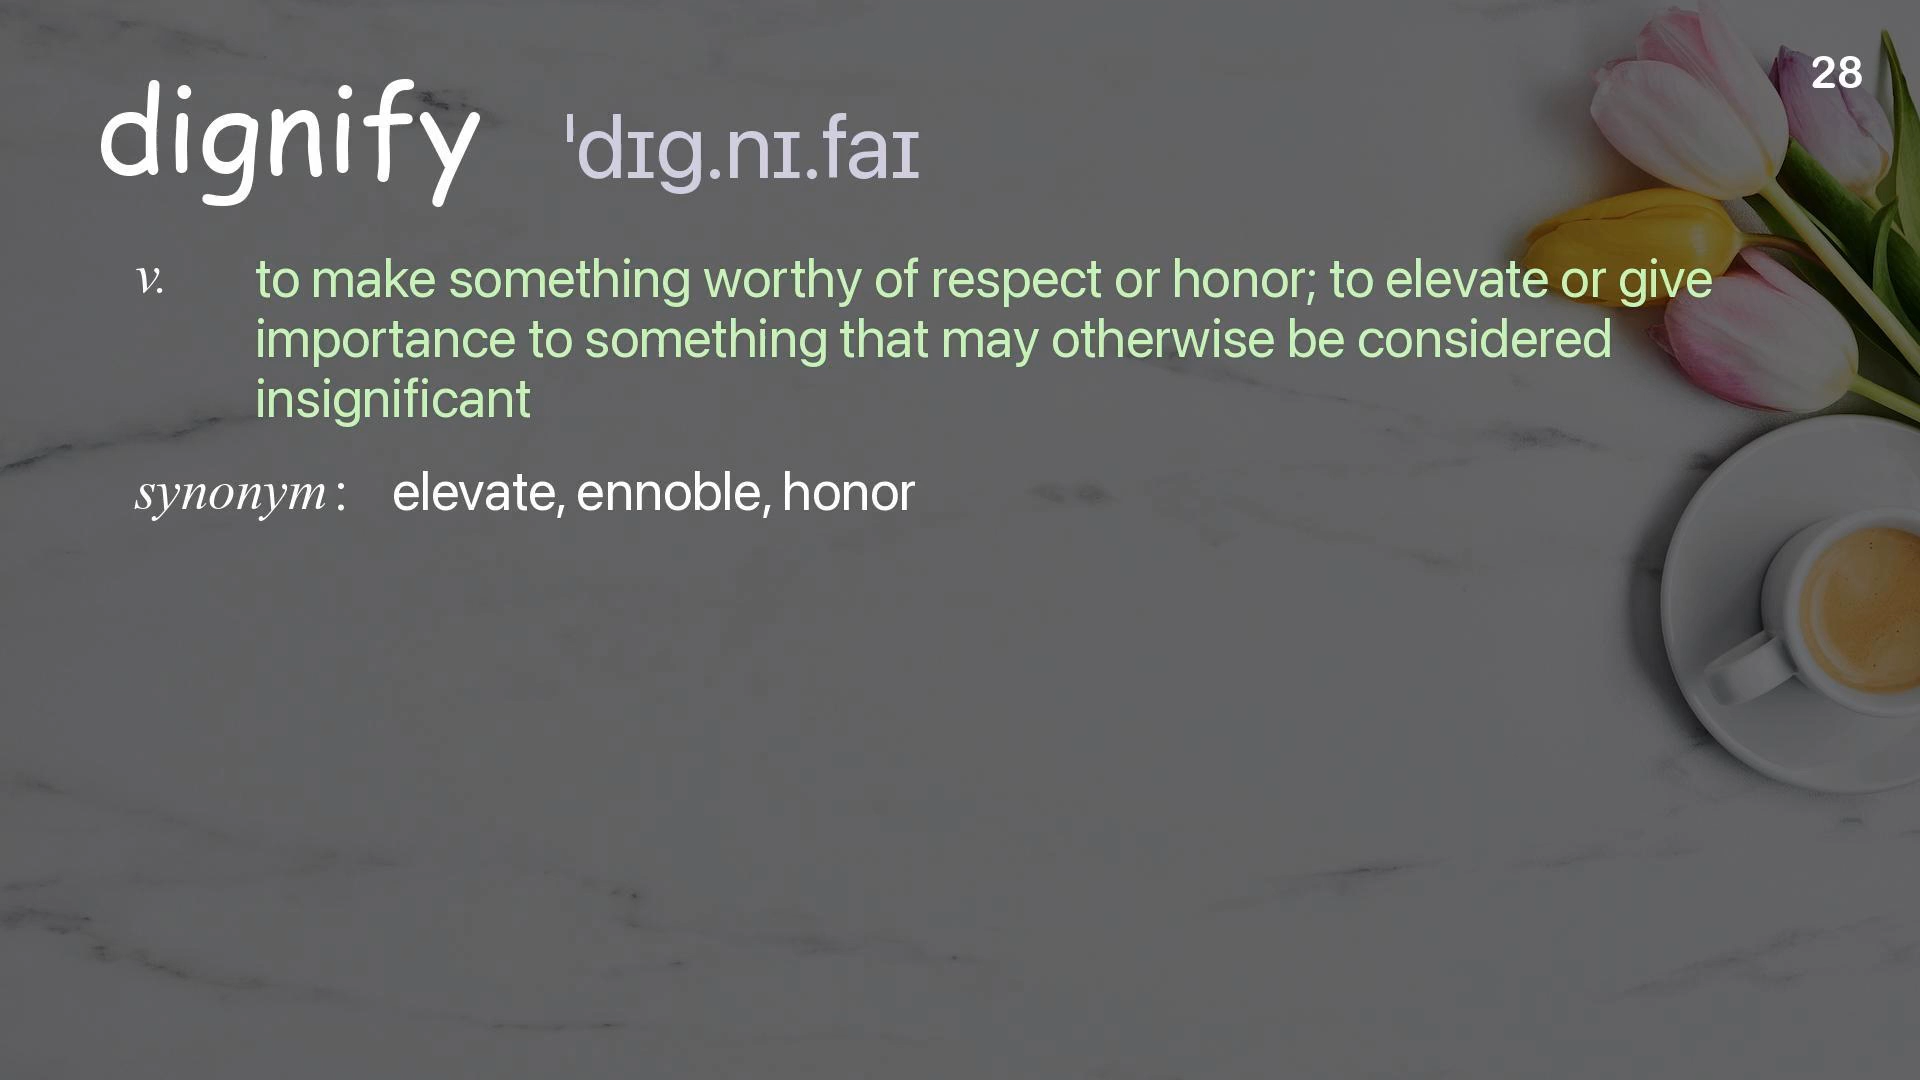 28
dignify ˈdɪg.nɪ.faɪ
v. to make something worthy of respect or honor; to elevate or give
importance to something that may otherwise be considered
insignificant
synonym : elevate, ennoble, honor